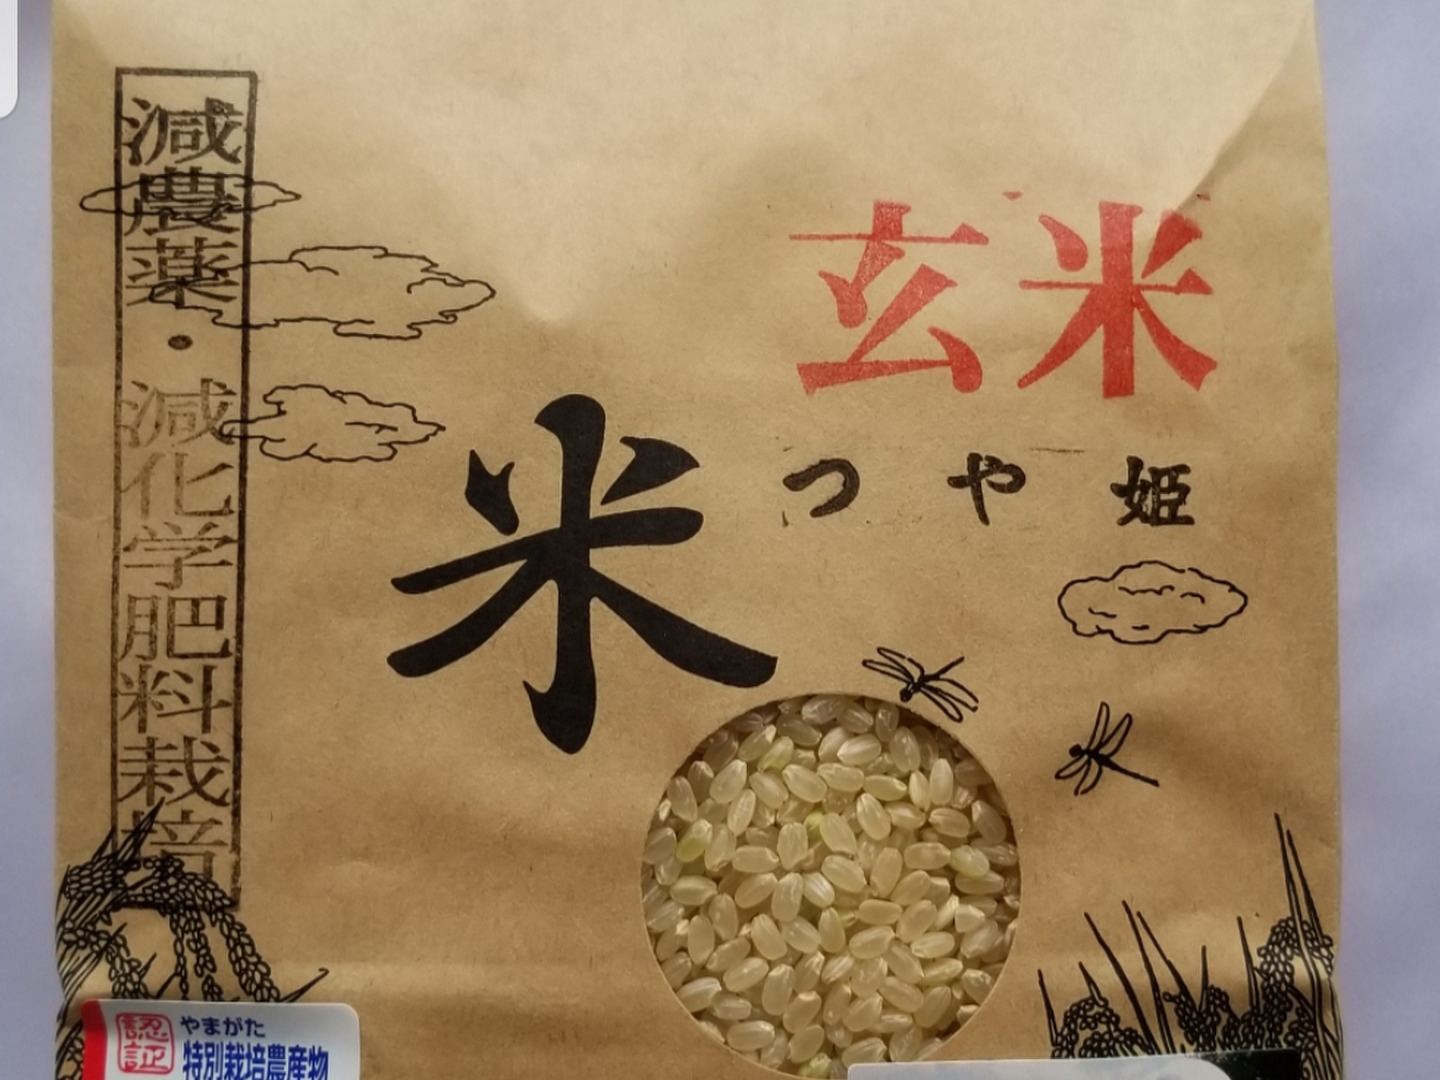 減農薬・減化学肥料栽培
玄米
米
つや姫
認証
やまがた
特別栽培農産物